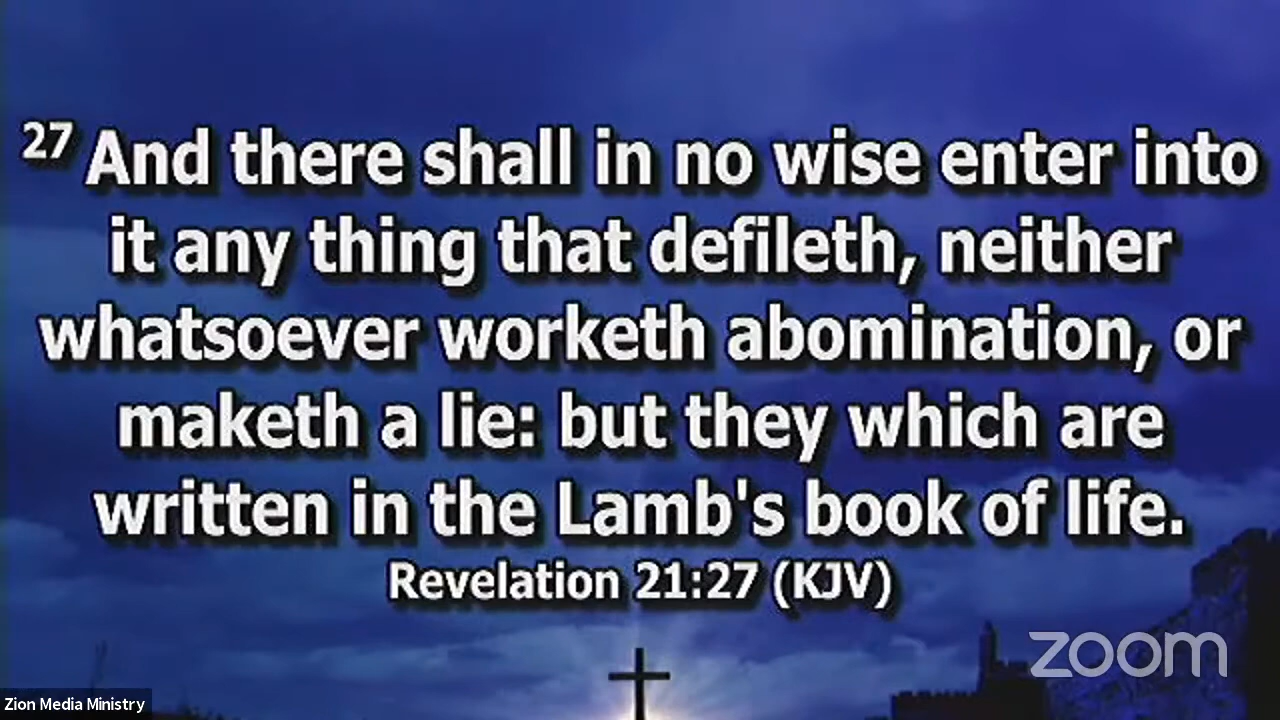 27 And there shall in no wise enter into
it any thing that defileth, neither
whatsoever worketh abomination, or
maketh a lie: but they which are
written in the Lamb's book of life.
Revelation 21:27 (KJV)
zoom
Zion Media Ministry